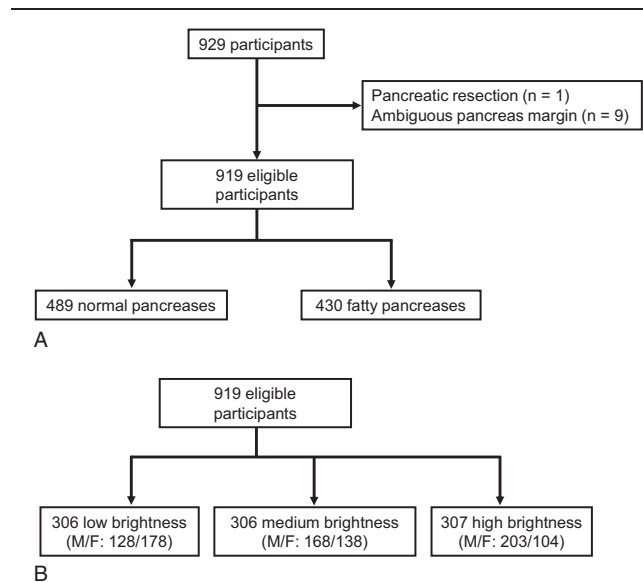 929 participants
Pancreatic resection (n = 1)
Ambiguous pancreas margin (n = 9)
919 eligible
participants
489 normal pancreases
430 fatty pancreases
A
919 eligible
participants
306 low brightness
(M/F: 128/178)
306 medium brightness
(M/F: 168/138)
307 high brightness
(M/F: 203/104)
B